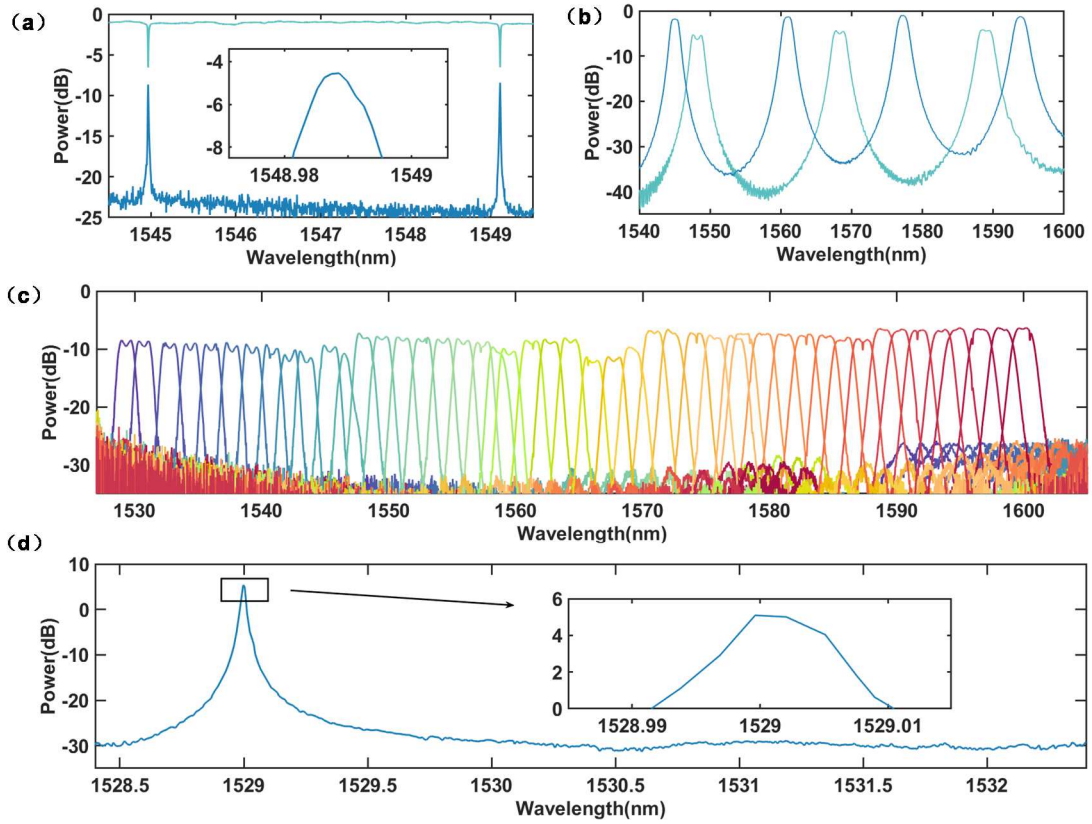 (a)
0
-5
-10
-15
-20
-25
Power(dB)
1545 1546 1547 1548 1549
Wavelength(nm)
-4
-6
-8
1548.98 1549
(b)
0
-10
-20
-30
-40
Power(dB)
1540 1550 1560 1570 1580 1590 1600
Wavelength(nm)
(c)
0
-10
-20
-30
Power(dB)
1530 1540 1550 1560 1570 1580 1590 1600
Wavelength(nm)
(d)
10
0
-10
-20
-30
Power(dB)
1528.5 1529 1529.5 1530 1530.5 1531 1531.5 1532
Wavelength(nm)
6
4
2
0
1528.99 1529 1529.01